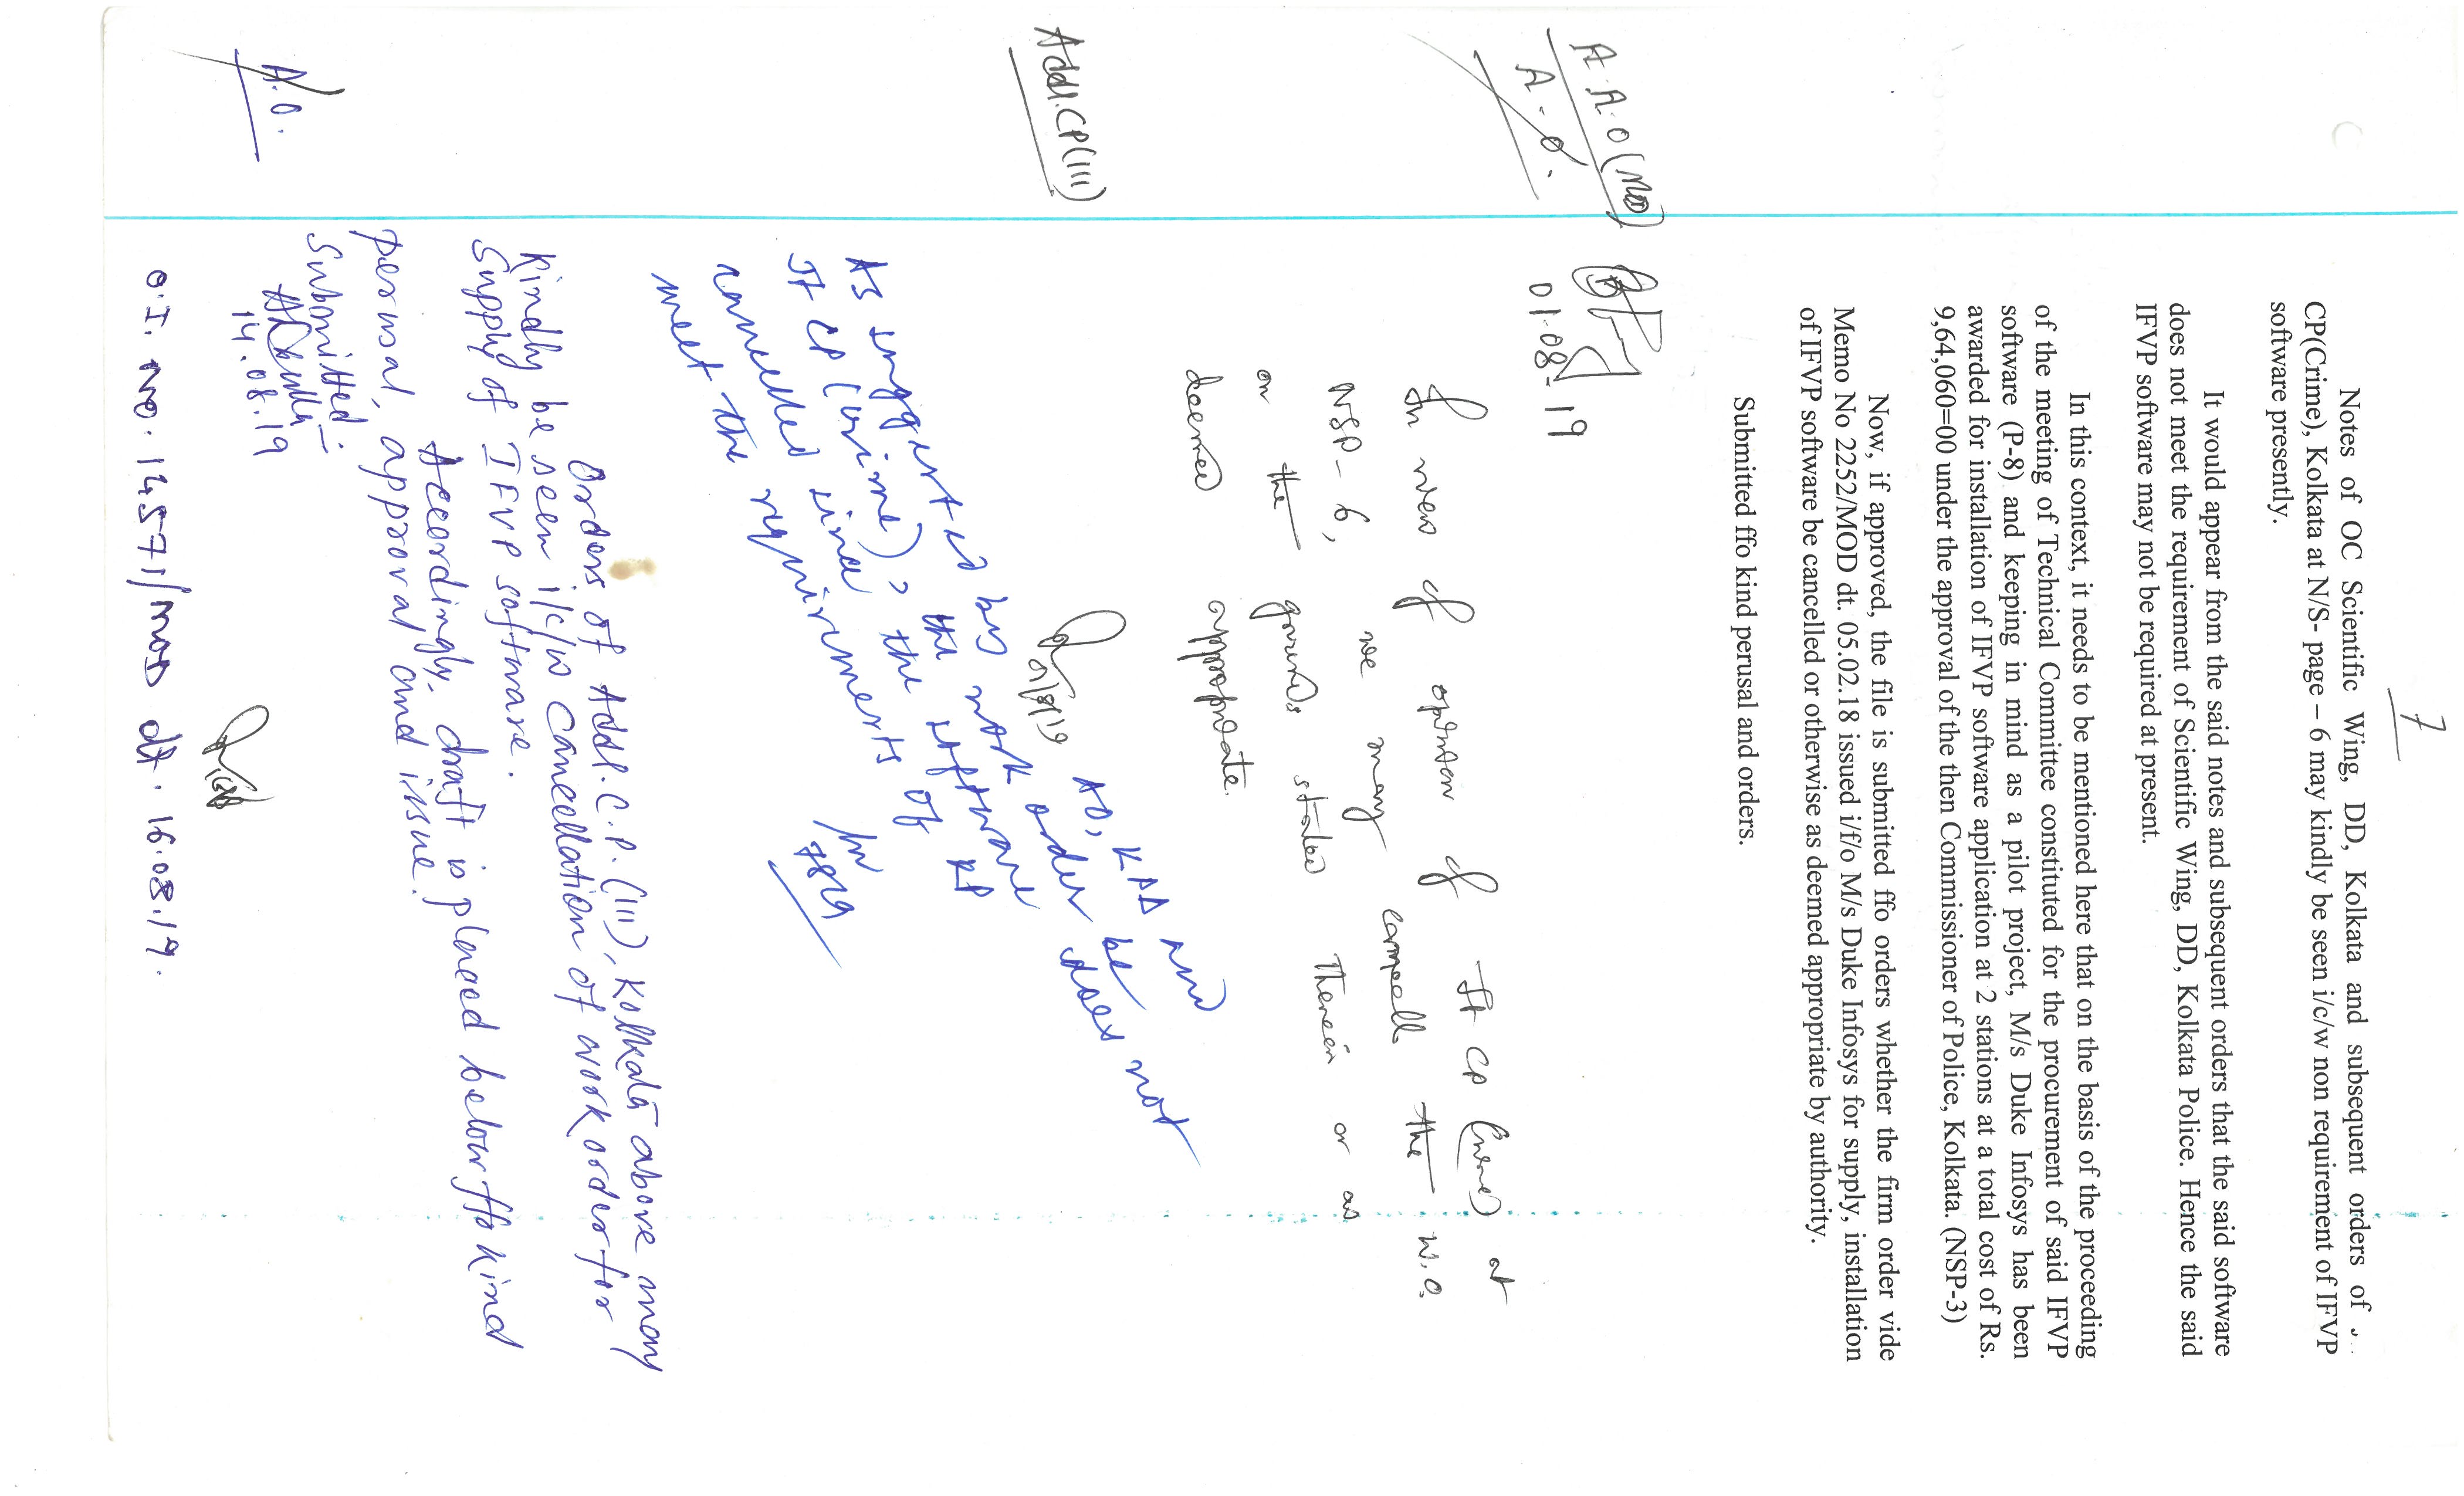 7
Notes of OC Scientific Wing, DD, Kolkata and subsequent orders of
CP(Crime), Kolkata at N/S- page – 6 may kindly be seen i/c/w non requirement of IFVP
software presently.
It would appear from the said notes and subsequent orders that the said software
does not meet the requirement of Scientific Wing, DD, Kolkata Police. Hence the said
IFVP software may not be required at present.
In this context, it needs to be mentioned here that on the basis of the proceeding
of the meeting of Technical Committee constituted for the procurement of said IFVP
software (P-8) and keeping in mind as a pilot project, M/s Duke Infosys has been
awarded for installation of IFVP software application at 2 stations at a total cost of Rs.
9,64,060=00 under the approval of the then Commissioner of Police, Kolkata. (NSP-3)
Now, if approved, the file is submitted ffo orders whether the firm order vide
Memo No 2252/MOD dt. 05.02.18 issued i/f/o M/s Duke Infosys for supply, installation
of IFVP software be cancelled or otherwise as deemed appropriate by authority.
Submitted ffo kind perusal and orders.
A.A.O (MOD)
A.O.
01.08.19
In view of opinion of Jt CP (Crime) at
NSP-6, we may cancell the W.O.
on the grounds stated therein or as
deemed appropriate.
Addl.CP(III)
As suggested by AO, KPD and
Jt CP (Crime), the work order be
cancelled since the software does not
meet the requirements of KP
7819
Orders of Addl. C.P. (III), Kolkata above may
kindly be seen i/c/w cancellation of work order for
supply of IFVP software.
Accordingly, draft is placed below ffo kind
perusal, approval and issue.
Submitted.
14.08.19
A.O.
O.I. No. 14571/MOD dt. 16.08.19.